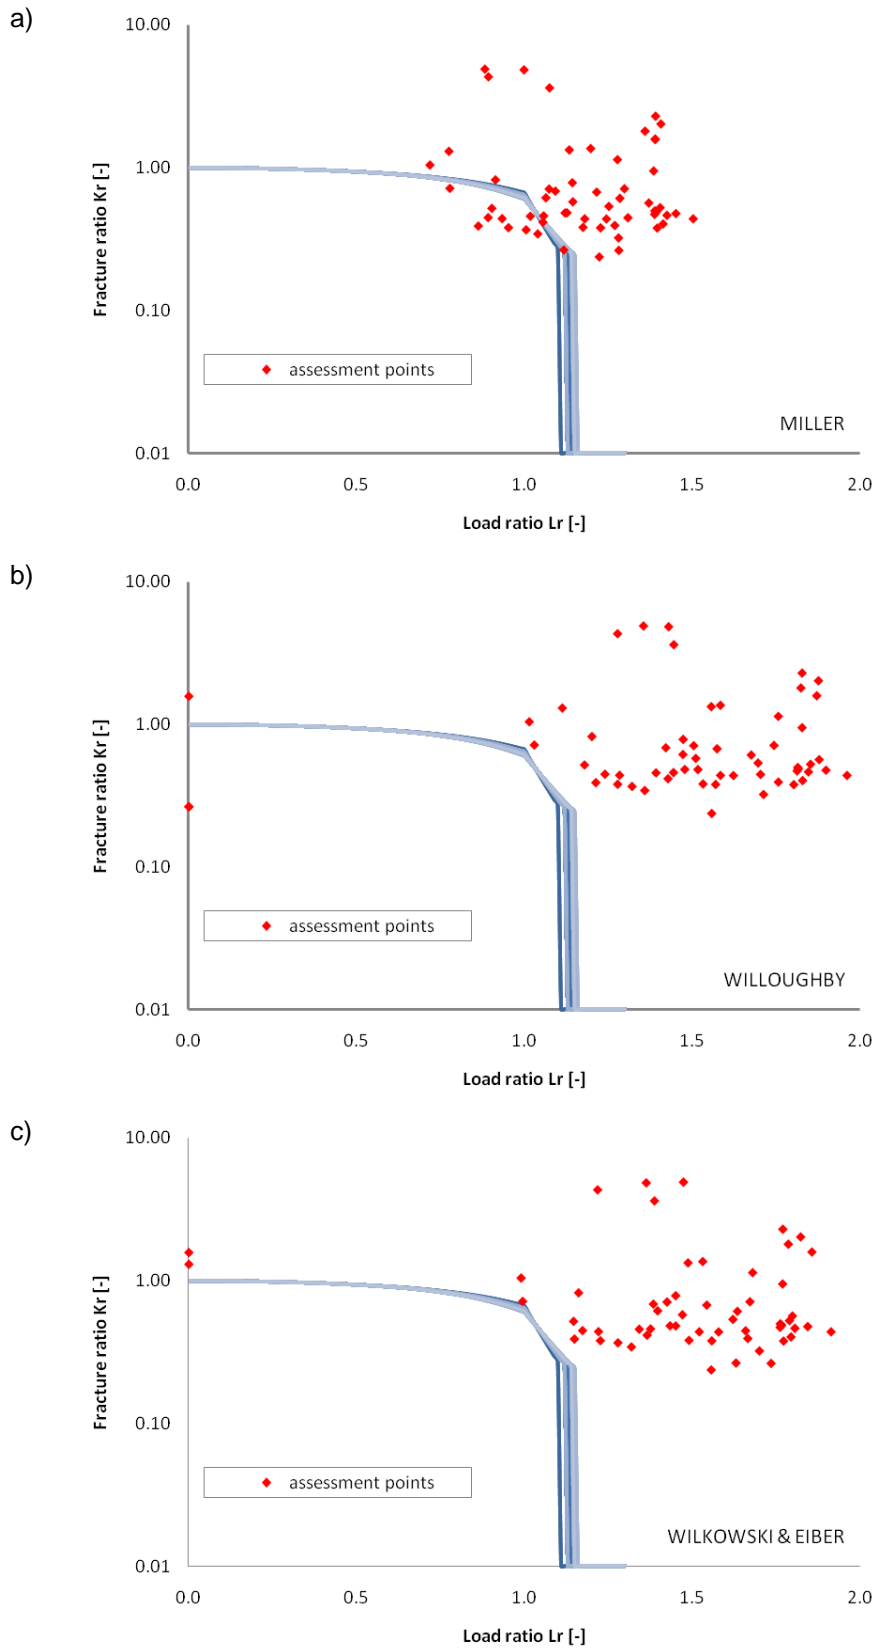 a)
10.00
1.00
0.10
0.01
Fracture ratio Kr [-]
assessment points
MILLER
0.0 0.5 1.0 1.5 2.0
Load ratio Lr [-]
b)
10.00
1.00
0.10
0.01
Fracture ratio Kr [-]
assessment points
WILLOUGHBY
0.0 0.5 1.0 1.5 2.0
Load ratio Lr [-]
c)
10.00
1.00
0.10
0.01
Fracture ratio Kr [-]
assessment points
WILKOWSKI & EIBER
0.0 0.5 1.0 1.5 2.0
Load ratio Lr [-]